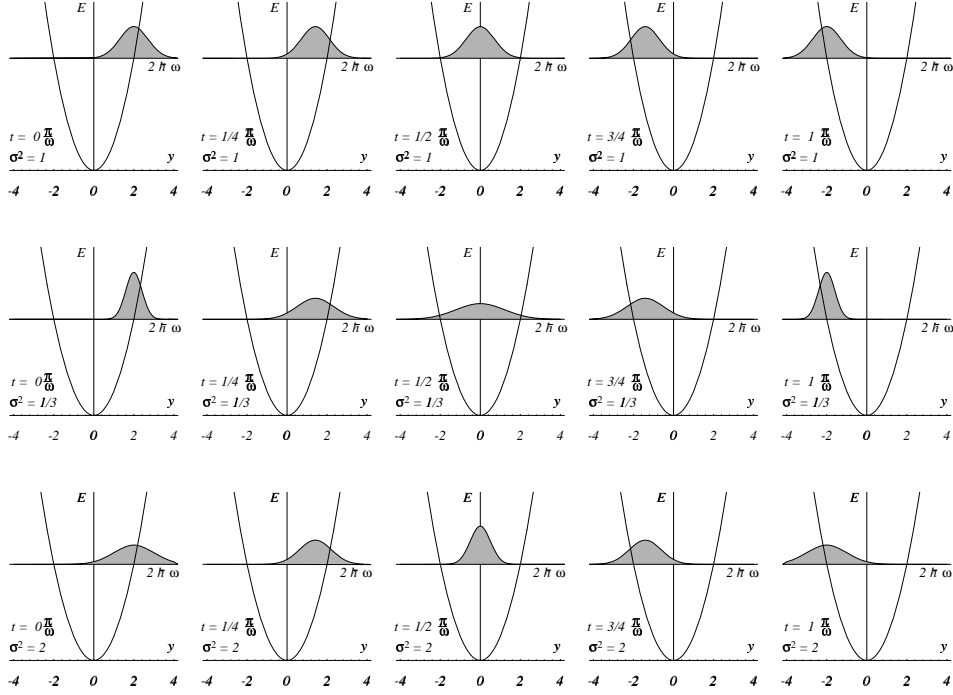 E E E E E
2 ħ ω 2 ħ ω 2 ħ ω 2 ħ ω 2 ħ ω
t = 0 π/ω t = 1/4 π/ω t = 1/2 π/ω t = 3/4 π/ω t = 1 π/ω
σ² = 1 y σ² = 1 y σ² = 1 y σ² = 1 y σ² = 1 y
-4 -2 0 2 4 -4 -2 0 2 4 -4 -2 0 2 4 -4 -2 0 2 4 -4 -2 0 2 4
E E E E E
2 ħ ω 2 ħ ω 2 ħ ω 2 ħ ω 2 ħ ω
t = 0 π/ω t = 1/4 π/ω t = 1/2 π/ω t = 3/4 π/ω t = 1 π/ω
σ² = 1/3 y σ² = 1/3 y σ² = 1/3 y σ² = 1/3 y σ² = 1/3 y
-4 -2 0 2 4 -4 -2 0 2 4 -4 -2 0 2 4 -4 -2 0 2 4 -4 -2 0 2 4
E E E E E
2 ħ ω 2 ħ ω 2 ħ ω 2 ħ ω 2 ħ ω
t = 0 π/ω t = 1/4 π/ω t = 1/2 π/ω t = 3/4 π/ω t = 1 π/ω
σ² = 2 y σ² = 2 y σ² = 2 y σ² = 2 y σ² = 2 y
-4 -2 0 2 4 -4 -2 0 2 4 -4 -2 0 2 4 -4 -2 0 2 4 -4 -2 0 2 4